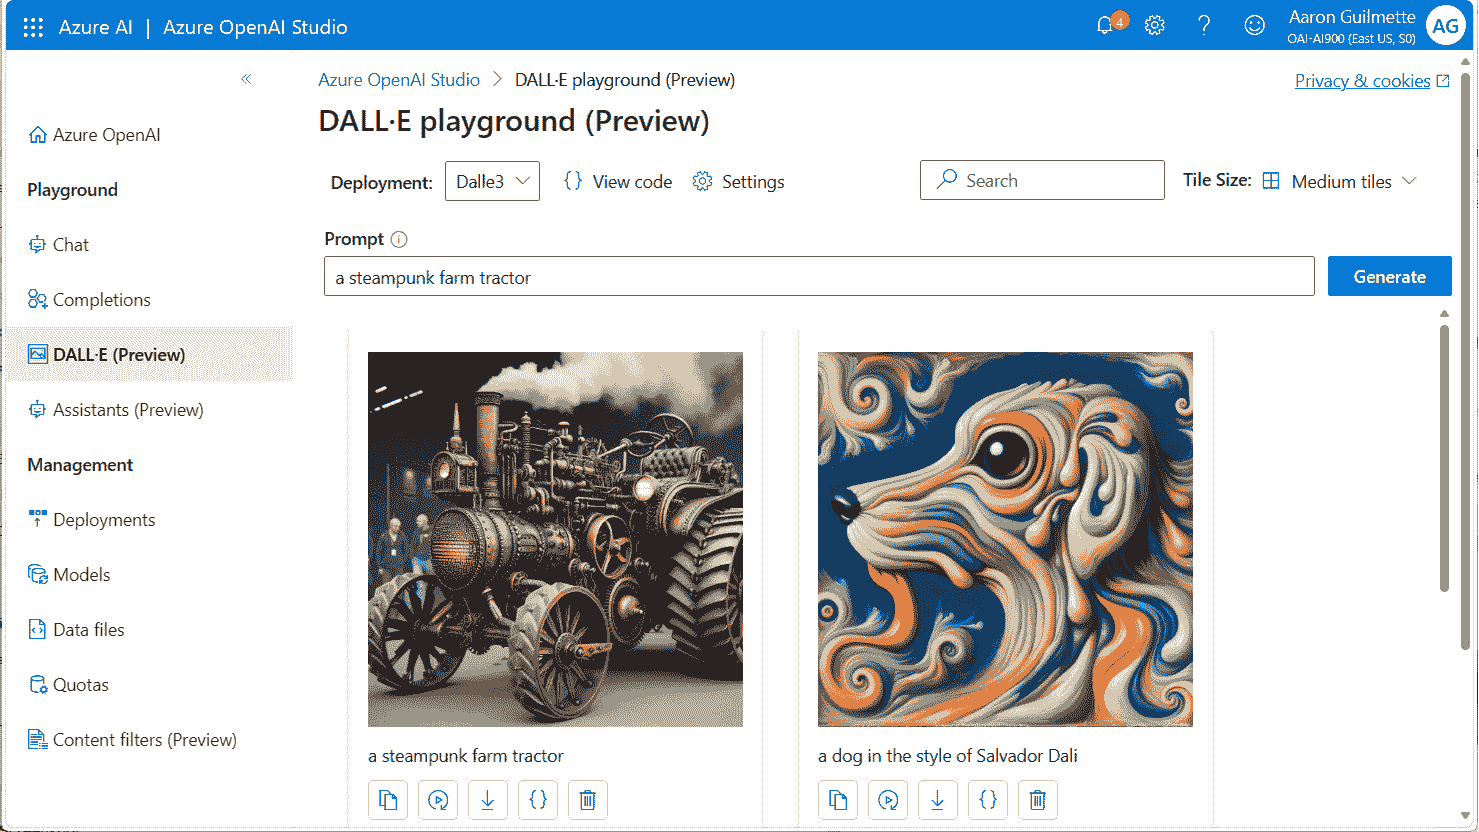 Azure AI | Azure OpenAI Studio
4
Aaron Guilmette
OAI-AI900 (East US, S0)
AG
Azure OpenAI Studio > DALL·E playground (Preview)
Privacy & cookies
DALL·E playground (Preview)
Deployment: Dalle3 {} View code Settings
Search
Tile Size: Medium tiles
Prompt
a steampunk farm tractor
Generate
Azure OpenAI
Playground
Chat
Completions
DALL·E (Preview)
Assistants (Preview)
Management
Deployments
Models
Data files
Quotas
Content filters (Preview)
a steampunk farm tractor
a dog in the style of Salvador Dali